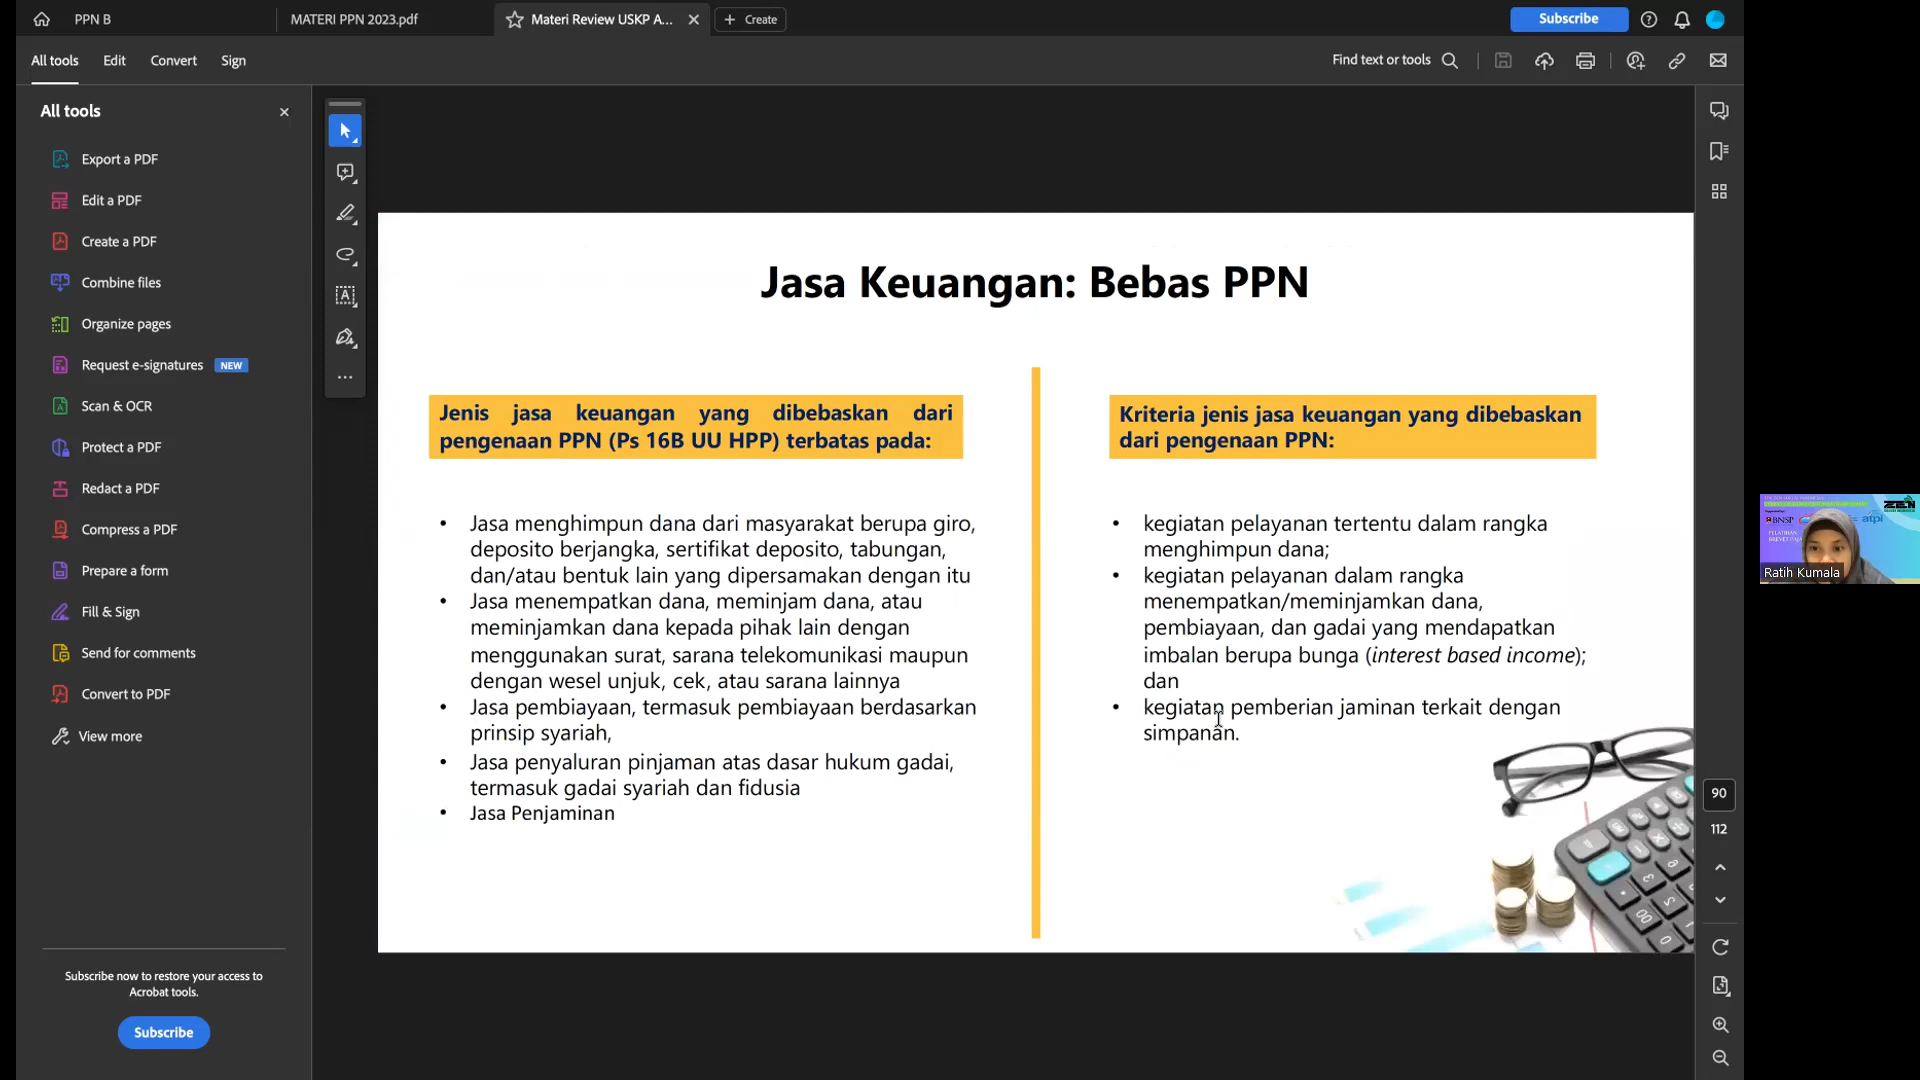 PPN B
MATERI PPN 2023.pdf
Materi Review USKP A...
Create
Subscribe
All tools
Edit
Convert
Sign
Find text or tools
All tools
Export a PDF
Edit a PDF
Create a PDF
Combine files
Organize pages
Request e-signatures NEW
Scan & OCR
Protect a PDF
Redact a PDF
Compress a PDF
Prepare a form
Fill & Sign
Send for comments
Convert to PDF
View more
Subscribe now to restore your access to
Acrobat tools.
Subscribe
Jasa Keuangan: Bebas PPN
Jenis jasa keuangan yang dibebaskan dari
pengenaan PPN (Ps 16B UU HPP) terbatas pada:
• Jasa menghimpun dana dari masyarakat berupa giro,
deposito berjangka, sertifikat deposito, tabungan,
dan/atau bentuk lain yang dipersamakan dengan itu
• Jasa menempatkan dana, meminjam dana, atau
meminjamkan dana kepada pihak lain dengan
menggunakan surat, sarana telekomunikasi maupun
dengan wesel unjuk, cek, atau sarana lainnya
• Jasa pembiayaan, termasuk pembiayaan berdasarkan
prinsip syariah,
• Jasa penyaluran pinjaman atas dasar hukum gadai,
termasuk gadai syariah dan fidusia
• Jasa Penjaminan
Kriteria jenis jasa keuangan yang dibebaskan
dari pengenaan PPN:
• kegiatan pelayanan tertentu dalam rangka
menghimpun dana;
• kegiatan pelayanan dalam rangka
menempatkan/meminjamkan dana,
pembiayaan, dan gadai yang mendapatkan
imbalan berupa bunga (interest based income);
dan
• kegiatan pemberian jaminan terkait dengan
simpanan.
90
112
ZEN
BNSP
atpi
Ratih Kumala